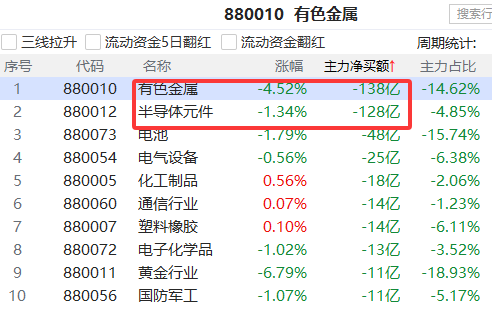 880010 有色金属
搜索行
三线拉升 流动资金5日翻红 流动资金翻红 周期统计:
序号 代码 名称 涨幅 主力净买额↑ 主力占比
1 880010 有色金属 -4.52% -138亿 -14.62%
2 880012 半导体元件 -1.34% -128亿 -4.85%
3 880073 电池 -1.79% -48亿 -15.74%
4 880054 电气设备 -0.56% -25亿 -6.38%
5 880005 化工制品 0.56% -18亿 -2.06%
6 880060 通信行业 0.07% -14亿 -1.23%
7 880007 塑料橡胶 0.10% -14亿 -6.11%
8 880072 电子化学品 -1.02% -13亿 -3.52%
9 880011 黄金行业 -6.79% -11亿 -18.93%
10 880056 国防军工 -1.07% -11亿 -5.17%